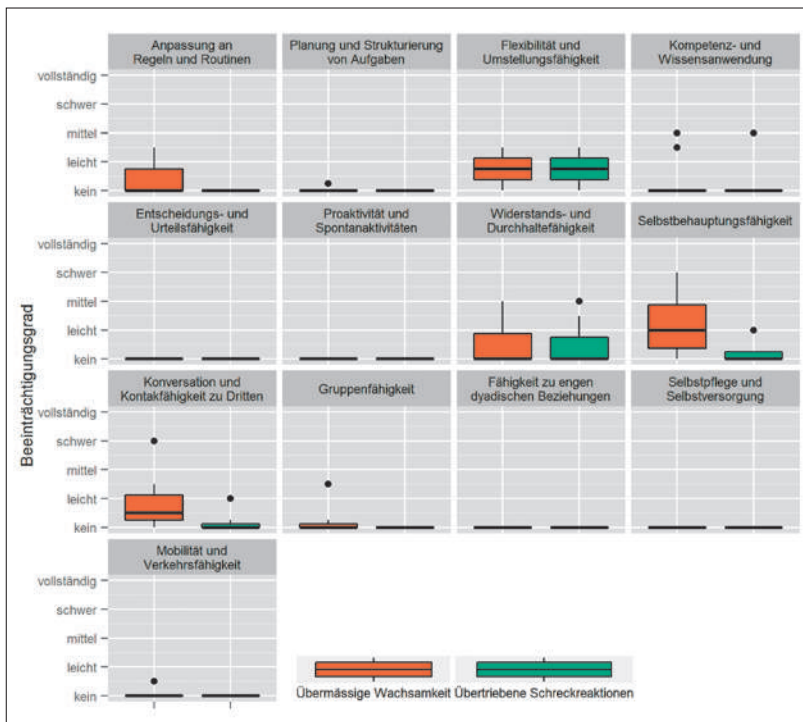 Anpassung an
Regeln und Routinen
Planung und Strukturierung
von Aufgaben
Flexibilität und
Umstellungsfähigkeit
Kompetenz- und
Wissensanwendung
vollständig
schwer
mittel
leicht
kein
Entscheidungs- und
Urteilsfähigkeit
Proaktivität und
Spontanaktivitäten
Widerstands- und
Durchhaltefähigkeit
Selbstbehauptungsfähigkeit
vollständig
schwer
mittel
leicht
kein
Beeinträchtigungsgrad
Konversation und
Kontakfähigkeit zu Dritten
Gruppenfähigkeit
Fähigkeit zu engen
dyadischen Beziehungen
Selbstpflege und
Selbstversorgung
vollständig
schwer
mittel
leicht
kein
Mobilität und
Verkehrsfähigkeit
vollständig
schwer
mittel
leicht
kein
Übermässige Wachsamkeit
Übertriebene Schreckreaktionen